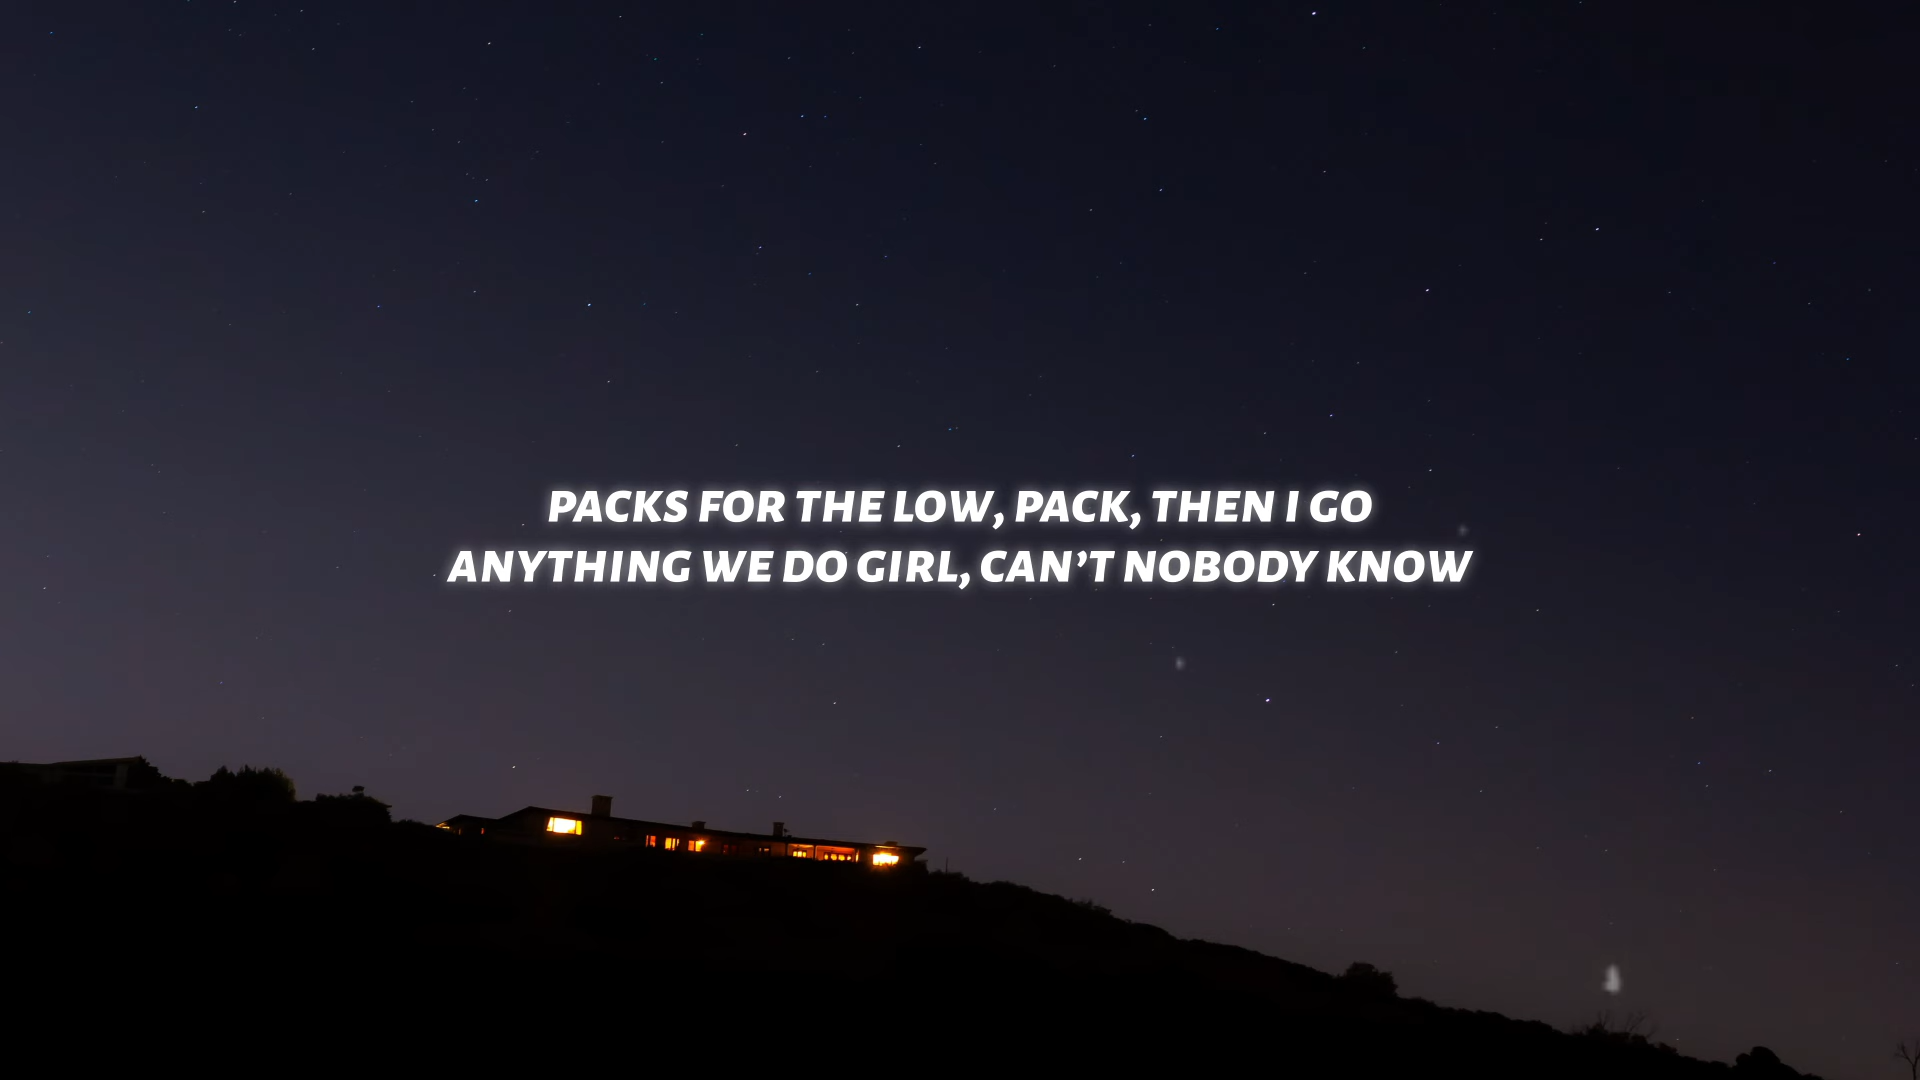 PACKS FOR THE LOW, PACK, THEN I GO
ANYTHING WE DO GIRL, CAN’T NOBODY KNOW